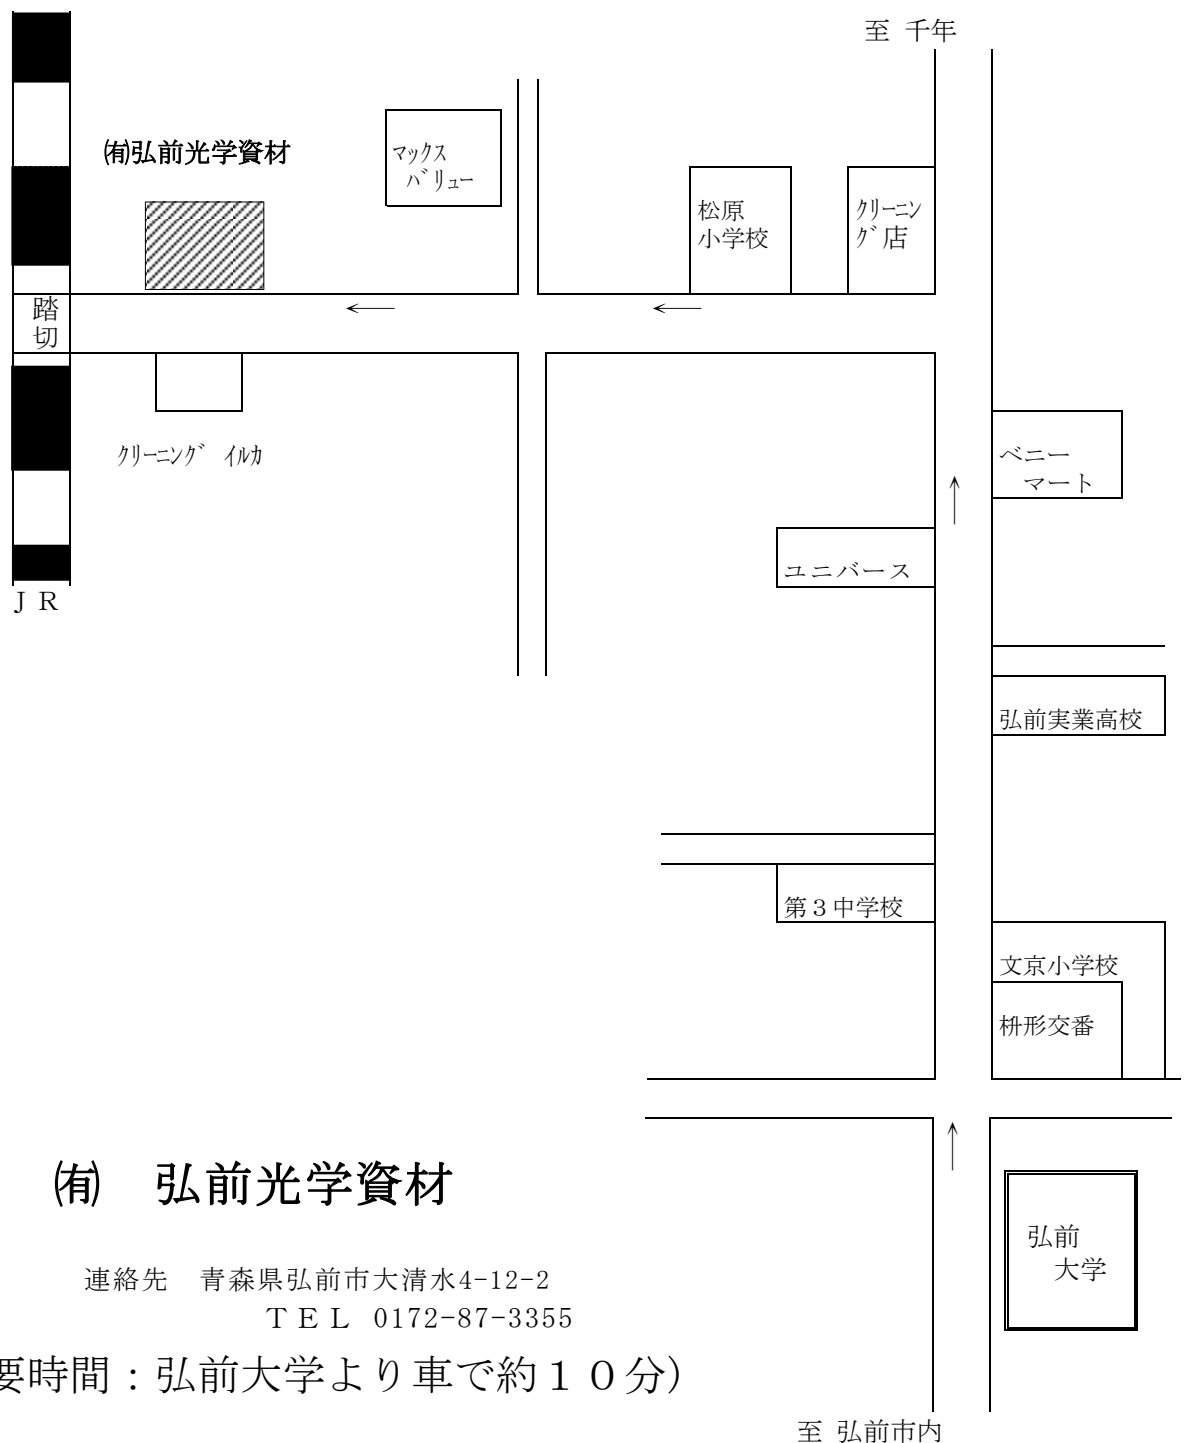 至 千年
㈲弘前光学資材
マックス
バリュー
松原
小学校
クリーニン
グ店
踏
切
クリーニング イルカ
ベニー
マート
ユニバース
ＪＲ
弘前実業高校
第３中学校
文京小学校
枡形交番
㈲　弘前光学資材
弘前
大学
連絡先　青森県弘前市大清水4-12-2
ＴＥＬ 0172-87-3355
要時間：弘前大学より車で約１０分）
至 弘前市内